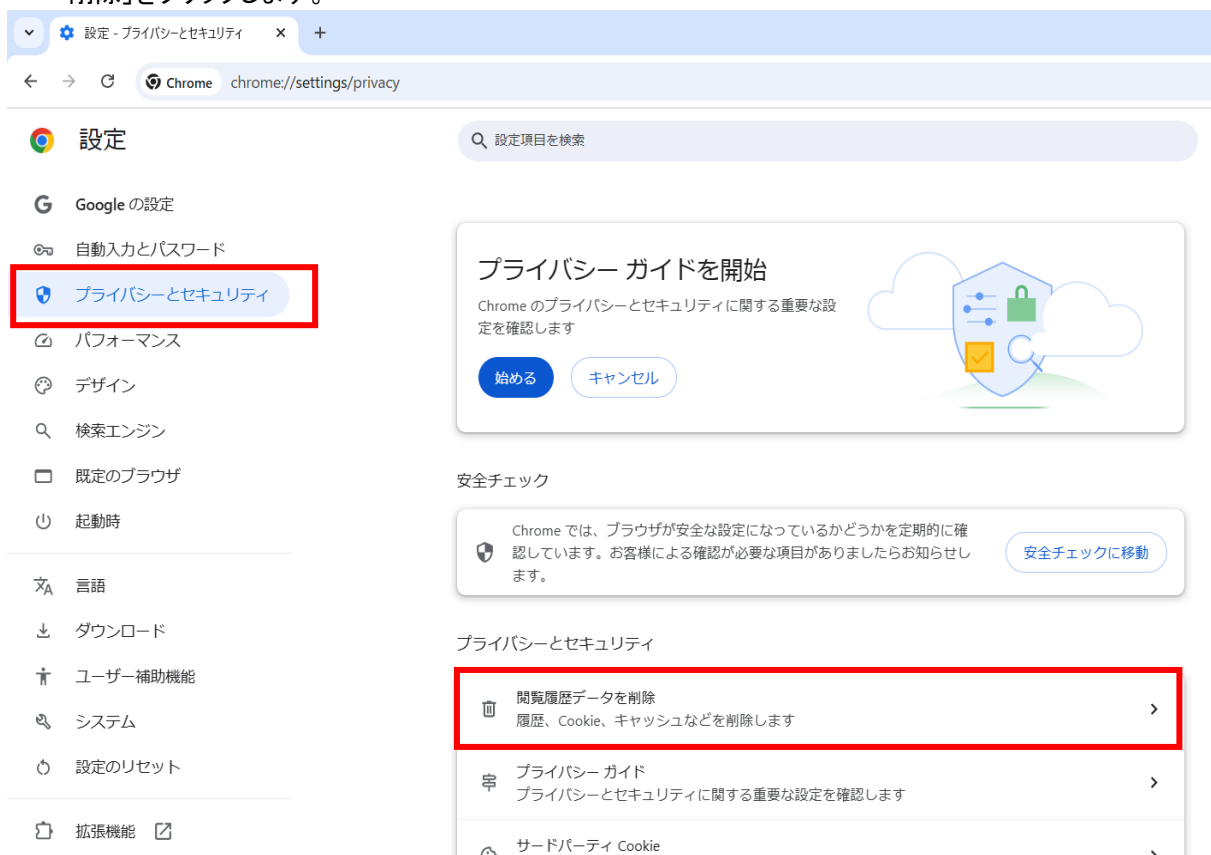 削除」をクリックします。
設定 - プライバシーとセキュリティ
Chrome chrome://settings/privacy
設定
設定項目を検索
Google の設定
自動入力とパスワード
プライバシーとセキュリティ
パフォーマンス
デザイン
検索エンジン
既定のブラウザ
起動時
言語
ダウンロード
ユーザー補助機能
システム
設定のリセット
拡張機能
プライバシー ガイドを開始
Chrome のプライバシーとセキュリティに関する重要な設
定を確認します
始める キャンセル
安全チェック
Chrome では、ブラウザが安全な設定になっているかどうかを定期的に確
認しています。お客様による確認が必要な項目がありましたらお知らせし
ます。
安全チェックに移動
プライバシーとセキュリティ
閲覧履歴データを削除
履歴、Cookie、キャッシュなどを削除します
プライバシー ガイド
プライバシーとセキュリティに関する重要な設定を確認します
サードパーティ Cookie